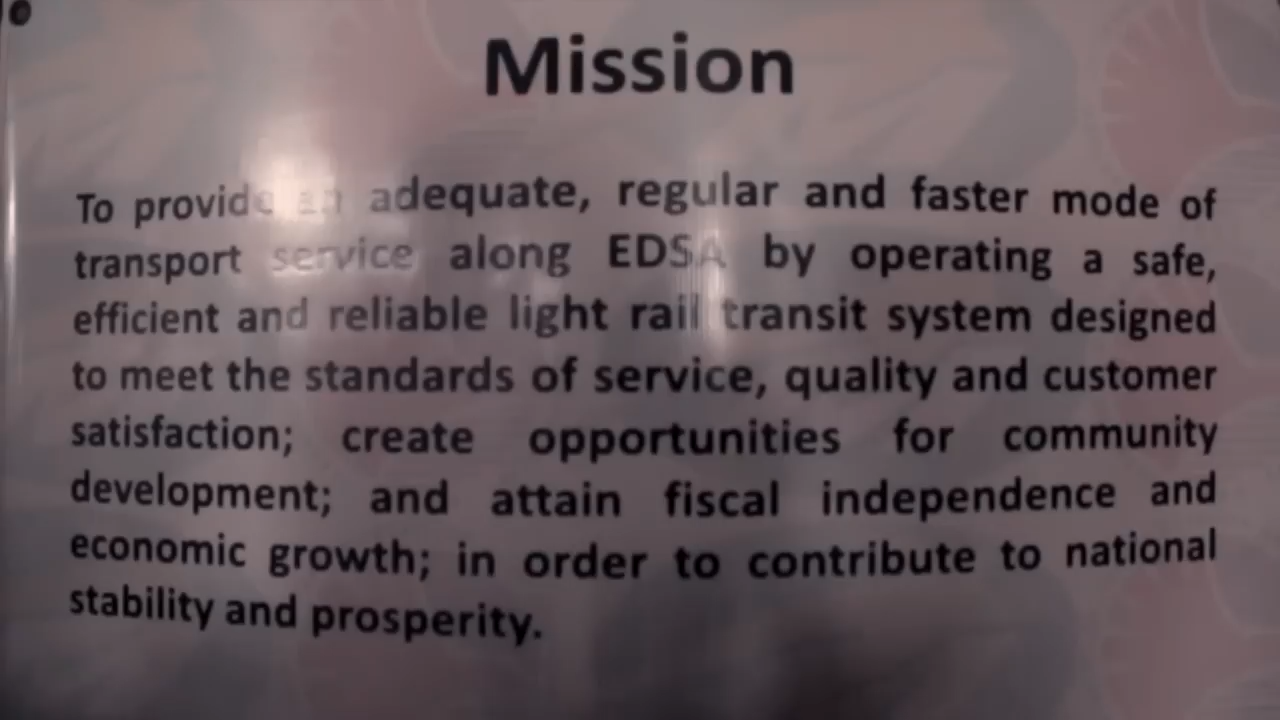 Mission
To provide an adequate, regular and faster mode of
transport service along EDSA by operating a safe,
efficient and reliable light rail transit system designed
to meet the standards of service, quality and customer
satisfaction; create opportunities for community
development; and attain fiscal independence and
economic growth; in order to contribute to national
stability and prosperity.